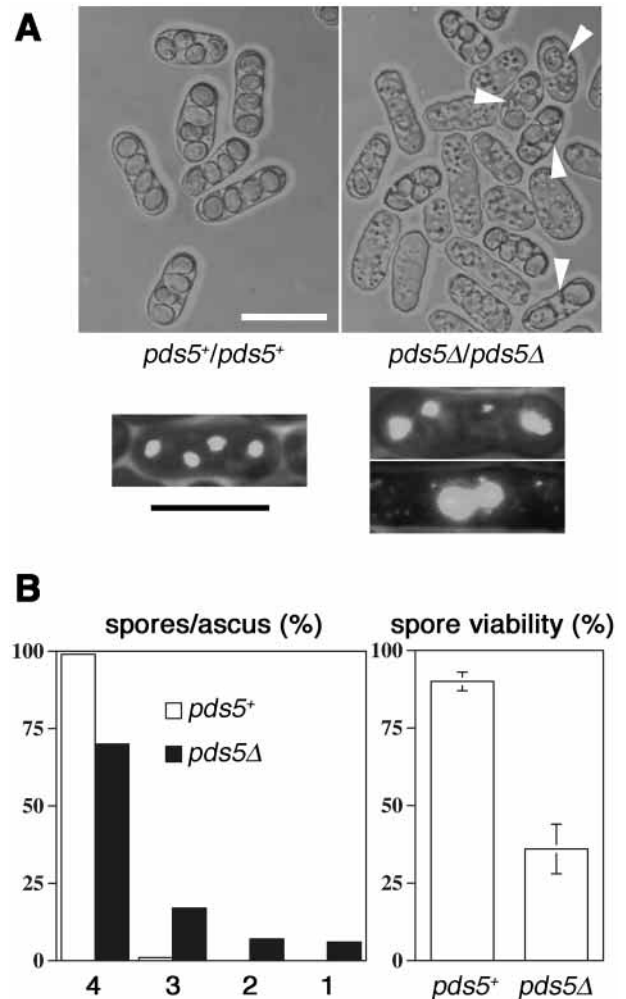 A
pds5+/pds5+ pds5Δ/pds5Δ
B
spores/ascus (%) spore viability (%)
100 100
pds5+
75 75
pds5Δ
50 50
25 25
0 0
4 3 2 1 pds5+ pds5Δ